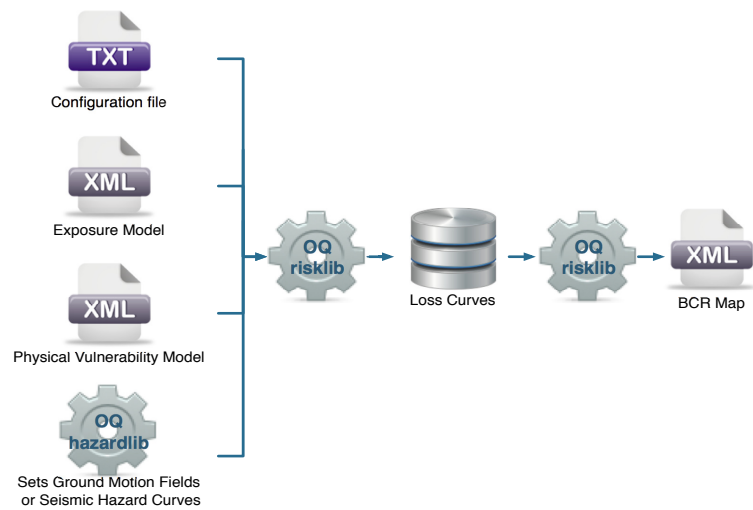 TXT
Configuration file
XML
Exposure Model
XML
Physical Vulnerability Model
OQ
hazardlib
Sets Ground Motion Fields
or Seismic Hazard Curves
OQ
risklib
Loss Curves
OQ
risklib
XML
BCR Map